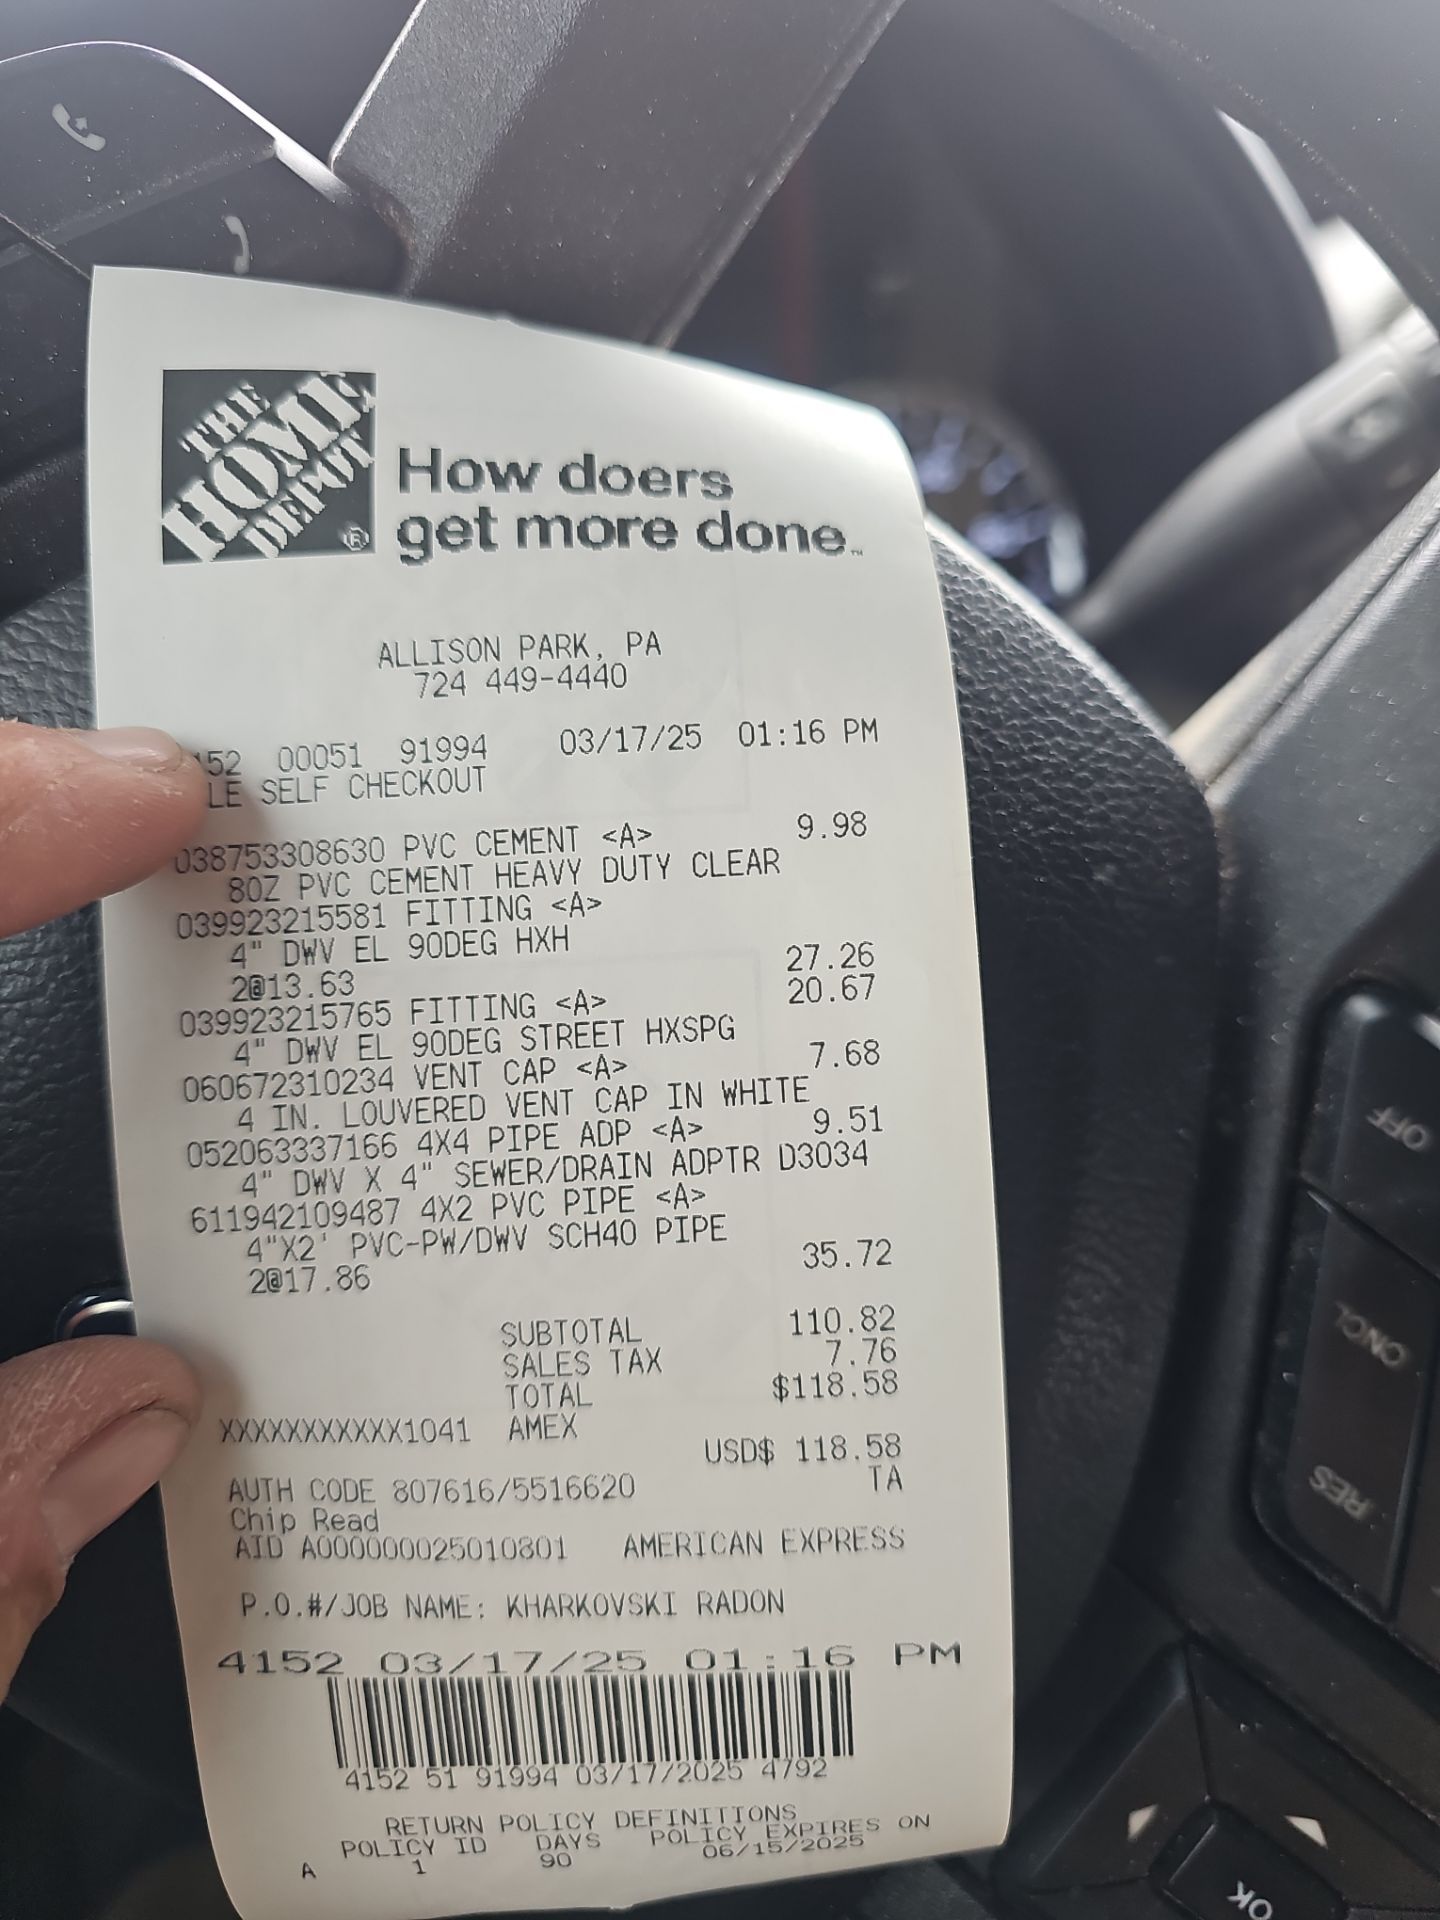 THE
HOME
DEPOT
®
How doers
get more done.™
ALLISON PARK, PA
724 449-4440
152 00051 91994 03/17/25 01:16 PM
LE SELF CHECKOUT
038753308630 PVC CEMENT <A> 9.98
8OZ PVC CEMENT HEAVY DUTY CLEAR
039923215581 FITTING <A>
4" DWV EL 90DEG HXH
2@13.63 27.26
039923215765 FITTING <A> 20.67
4" DWV EL 90DEG STREET HXSPG
060672310234 VENT CAP <A> 7.68
4 IN. LOUVERED VENT CAP IN WHITE
052063337166 4X4 PIPE ADP <A> 9.51
4" DWV X 4" SEWER/DRAIN ADPTR D3034
611942109487 4X2 PVC PIPE <A>
4"X2' PVC-PW/DWV SCH40 PIPE
2@17.86 35.72
SUBTOTAL 110.82
SALES TAX 7.76
TOTAL $118.58
XXXXXXXXXXX1041 AMEX
USD$ 118.58
AUTH CODE 807616/5516620 TA
Chip Read
AID A000000025010801 AMERICAN EXPRESS
P.O.#/JOB NAME: KHARKOVSKI RADON
4152 03/17/25 01:16 PM
4152 51 91994 03/17/2025 4792
RETURN POLICY DEFINITIONS
POLICY ID DAYS POLICY EXPIRES ON
A 1 90 06/15/2025
OFF
CNCL
RES
OK